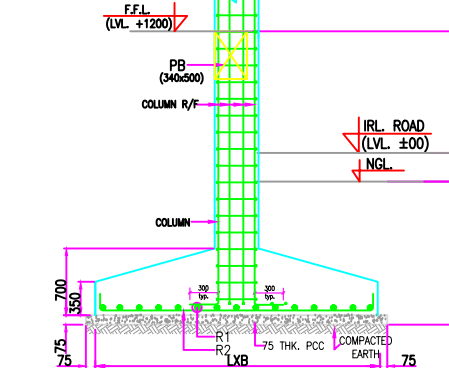 F.F.L.
(LVL. +1200)
PB
(340x500)
COLUMN R/F
IRL. ROAD
(LVL. ±00)
NGL.
COLUMN
700
350
300
typ.
300
typ.
75
75
R1
R2
75 THK. PCC
COMPACTED
EARTH
LXB
75